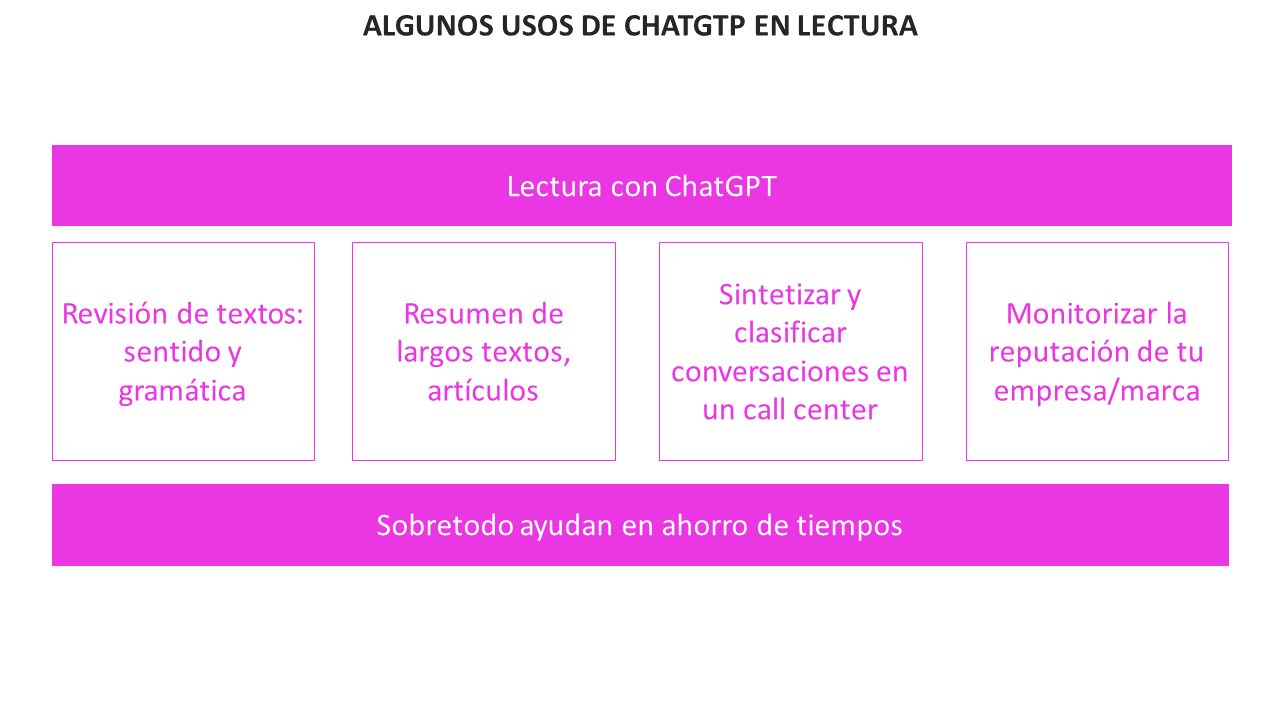 ALGUNOS USOS DE CHATGTP EN LECTURA
Lectura con ChatGPT
Revisión de textos:
sentido y
gramática
Resumen de
largos textos,
artículos
Sintetizar y
clasificar
conversaciones en
un call center
Monitorizar la
reputación de tu
empresa/marca
Sobretodo ayudan en ahorro de tiempos